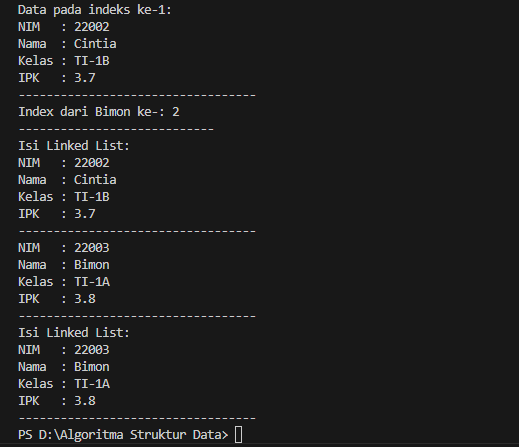 Data pada indeks ke-1:
NIM   : 22002
Nama  : Cintia
Kelas : TI-1B
IPK   : 3.7
----------------------------------
Index dari Bimon ke-: 2
----------------------------
Isi Linked List:
NIM   : 22002
Nama  : Cintia
Kelas : TI-1B
IPK   : 3.7
----------------------------------
NIM   : 22003
Nama  : Bimon
Kelas : TI-1A
IPK   : 3.8
----------------------------------
Isi Linked List:
NIM   : 22003
Nama  : Bimon
Kelas : TI-1A
IPK   : 3.8
----------------------------------
PS D:\Algoritma Struktur Data>